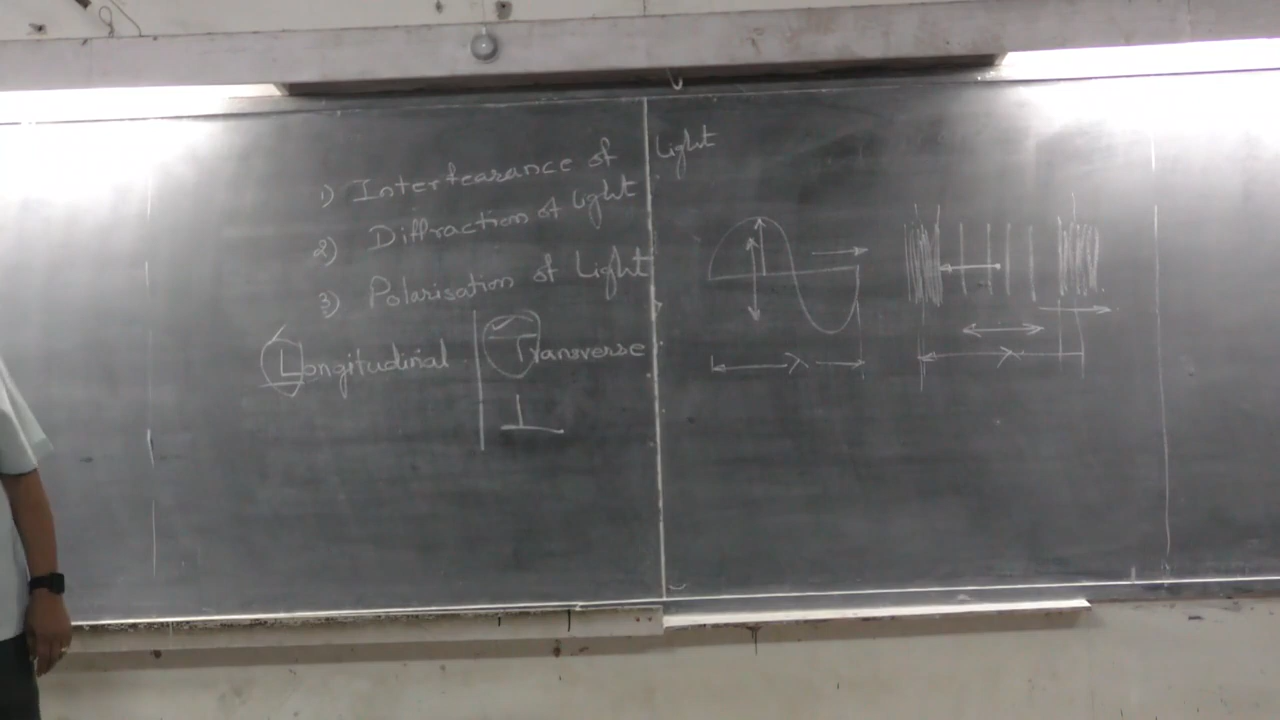 1) Interfearance of Light
2) Diffraction of light
3) Polarisation of Light
Longitudinal | Transverse
⊥
λ
λ